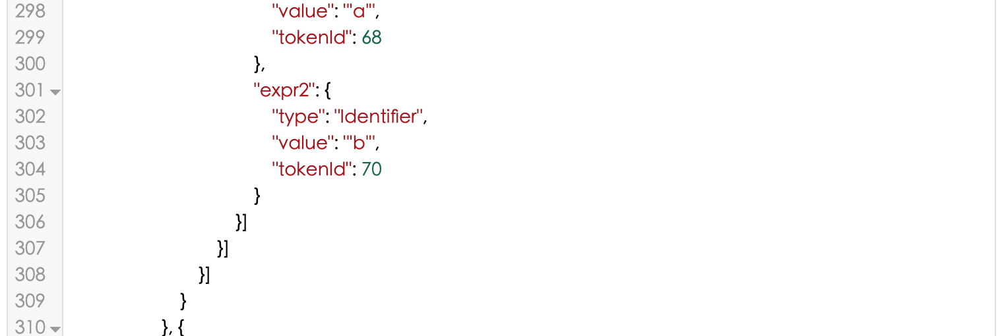 298 "value": "'a'",
299 "tokenId": 68
300 },
301 "expr2": {
302 "type": "Identifier",
303 "value": "'b'",
304 "tokenId": 70
305 }
306 }]
307 }]
308 }]
309 }
310 }, {